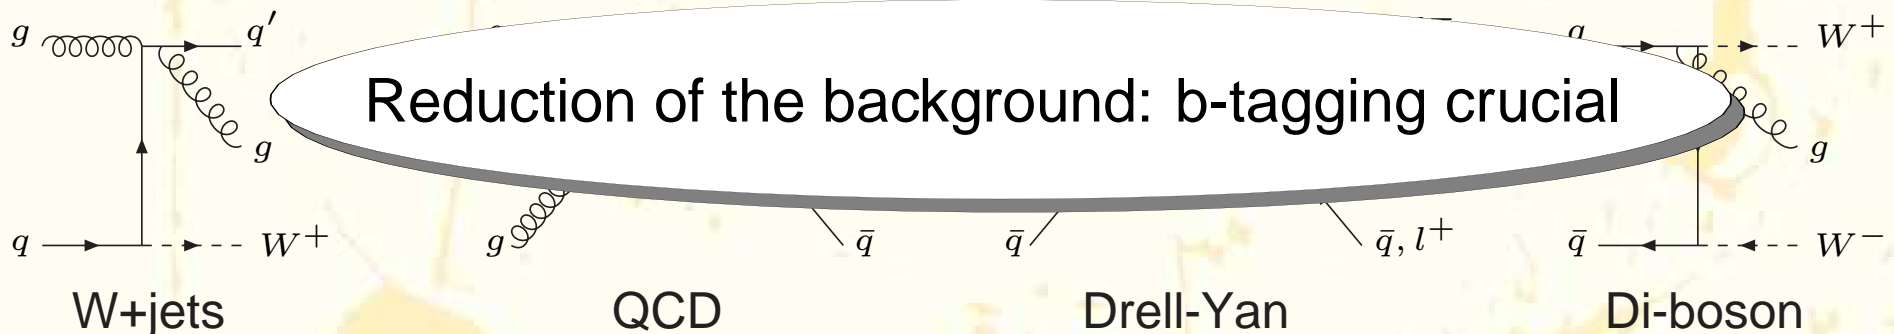 g q′ q W⁺
Reduction of the background: b-tagging crucial
g g
q W⁺ g q̄ q̄ q̄, l⁺ q̄ W⁻
W+jets QCD Drell-Yan Di-boson